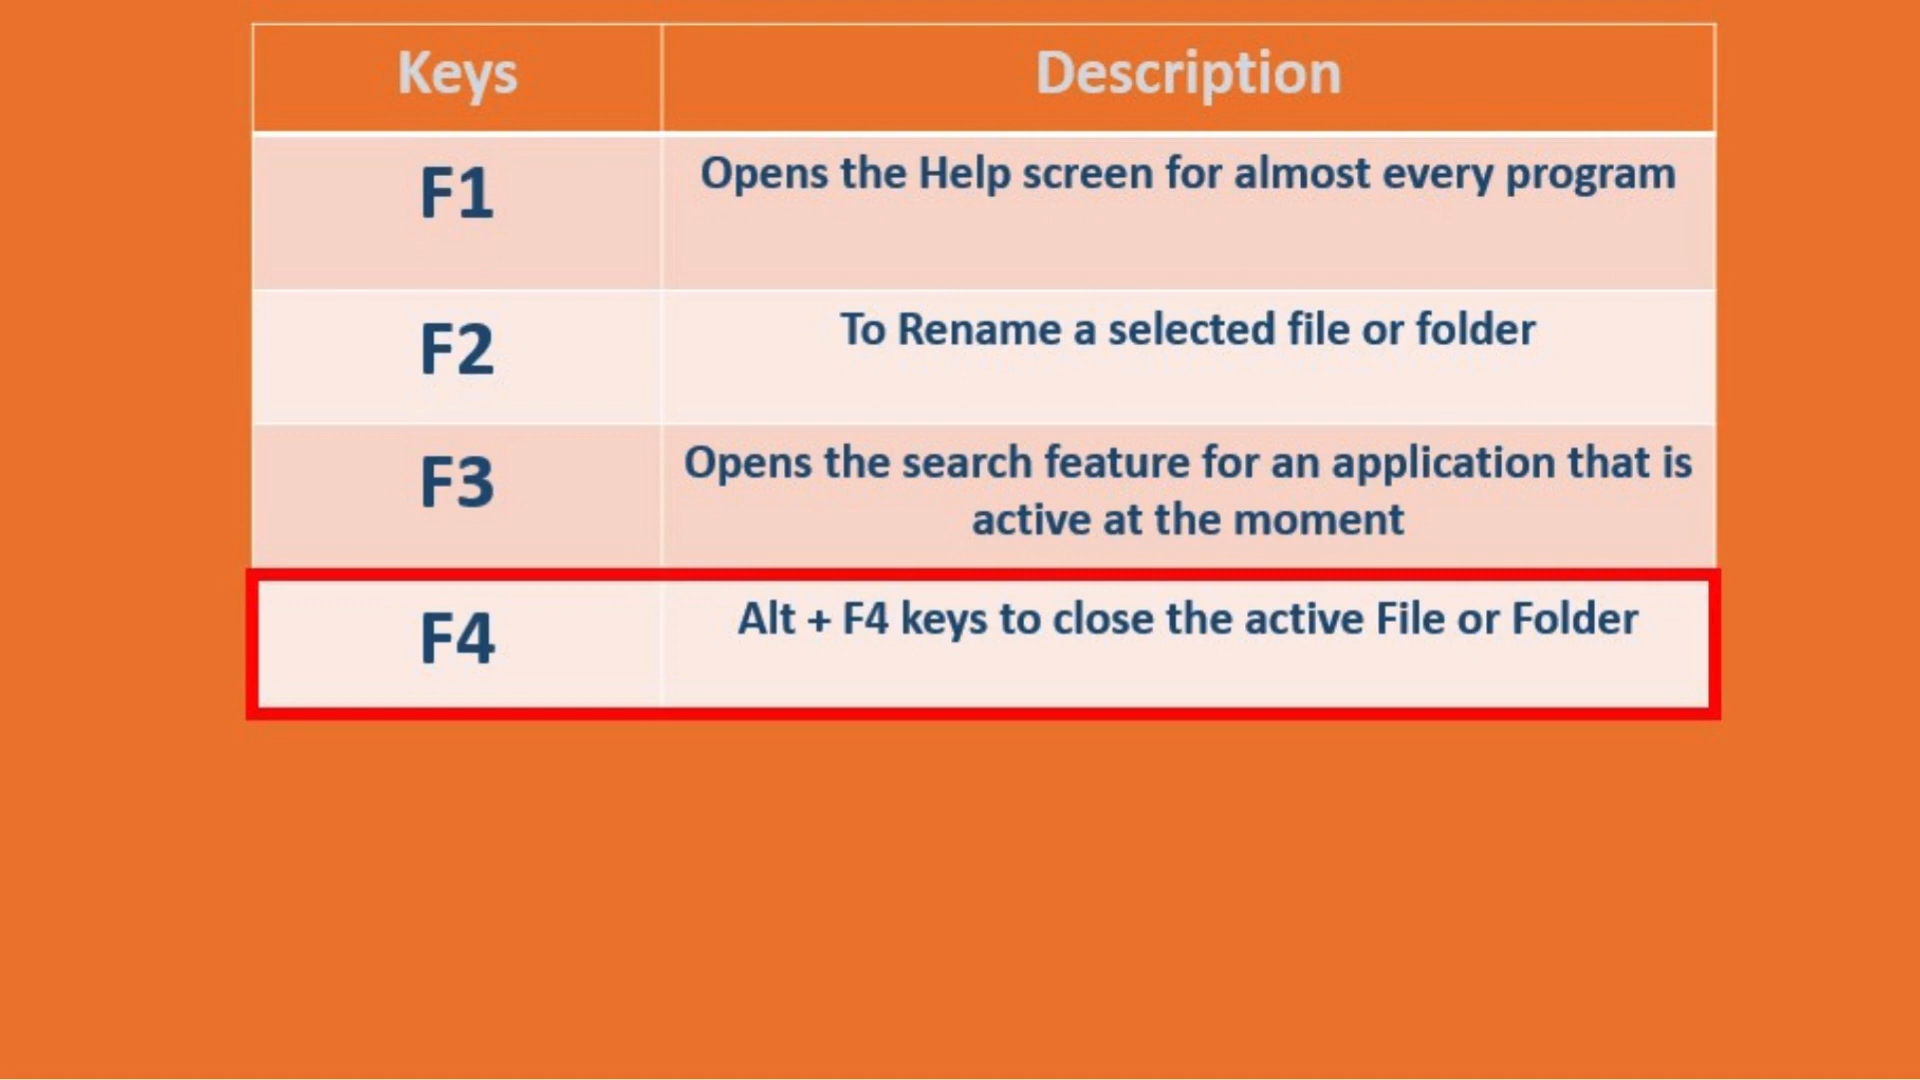 Keys Description
F1 Opens the Help screen for almost every program
F2 To Rename a selected file or folder
F3 Opens the search feature for an application that is
active at the moment
F4 Alt + F4 keys to close the active File or Folder